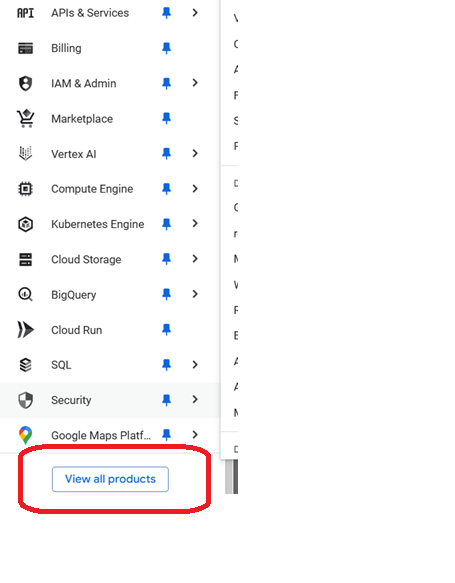 API APIs & Services
Billing
IAM & Admin
Marketplace
Vertex AI
Compute Engine
Kubernetes Engine
Cloud Storage
BigQuery
Cloud Run
SQL
Security
Google Maps Platf...
View all products